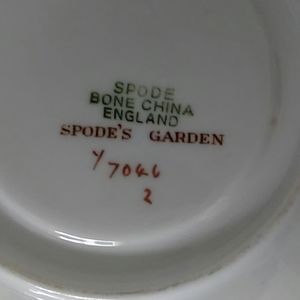 SPODE
BONE CHINA
ENGLAND
SPODE'S GARDEN
Y7046
2